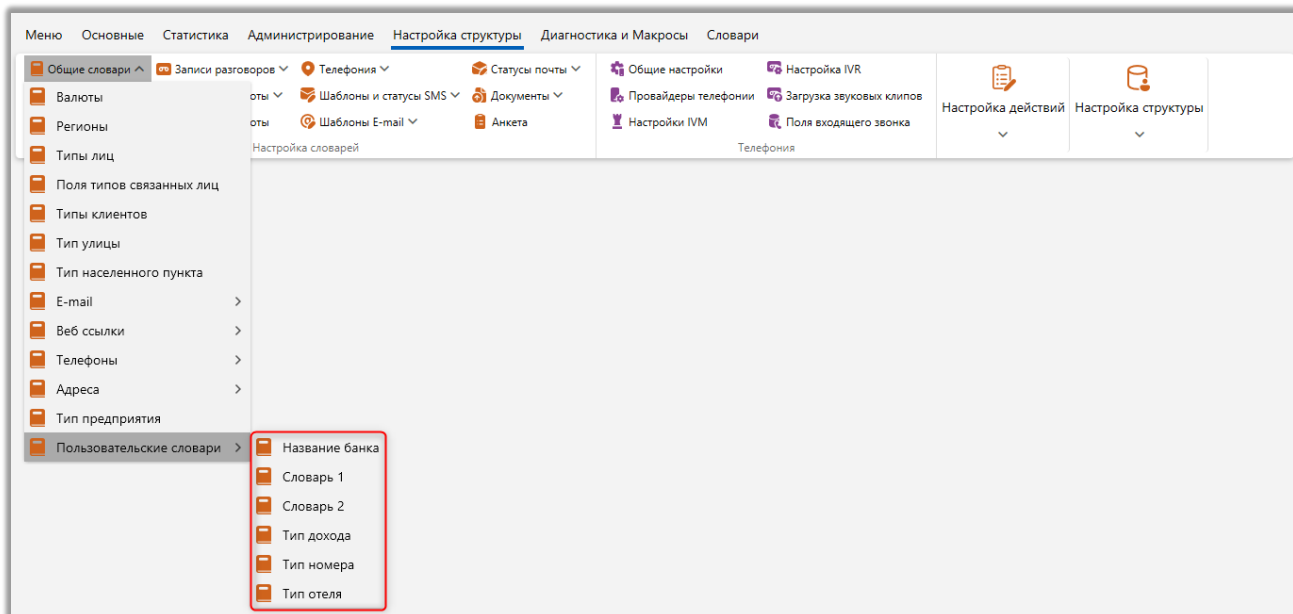 Меню Основные Статистика Администрирование Настройка структуры Диагностика и Макросы Словари
Общие словари Записи разговоров Телефония Статусы почты Общие настройки Настройка IVR
Валюты Шаблоны и статусы SMS Документы Провайдеры телефонии Загрузка звуковых клипов
Настройка действий Настройка структуры
Регионы Шаблоны E-mail Анкета Настройки IVM Поля входящего звонка
Типы лиц Настройка словарей Телефония
Поля типов связанных лиц
Типы клиентов
Тип улицы
Тип населенного пункта
E-mail
Веб ссылки
Телефоны
Адреса
Тип предприятия
Пользовательские словари Название банка
Словарь 1
Словарь 2
Тип дохода
Тип номера
Тип отеля